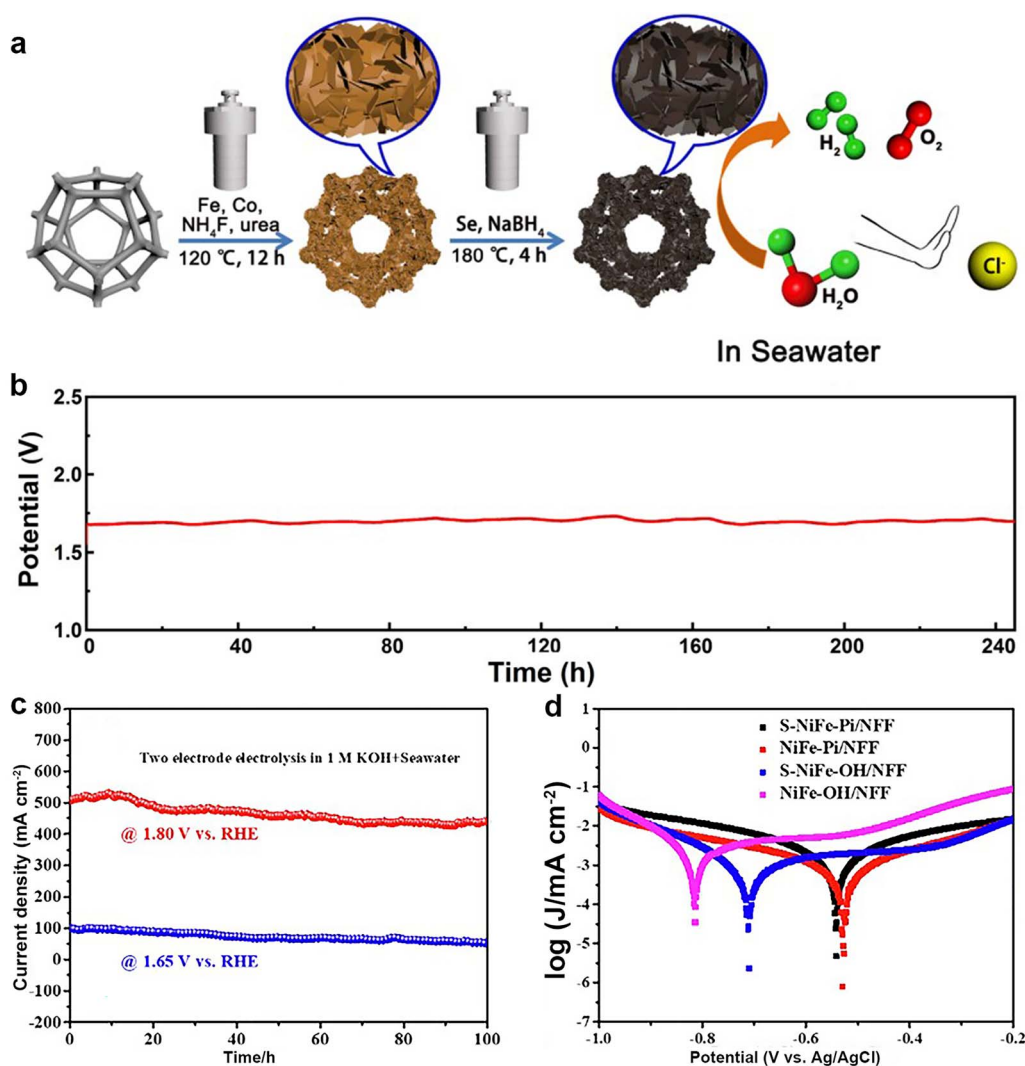 a
Fe, Co,
NH₄F, urea
120 ℃, 12 h
Se, NaBH₄
180 ℃, 4 h
H₂
O₂
H₂O
Cl⁻
In Seawater
b
2.5
2.0
1.5
1.0
Potential (V)
0 40 80 120 160 200 240
Time (h)
c
800
700
600
500
400
300
200
100
0
-100
-200
Current density (mA cm⁻²)
Two electrode electrolysis in 1 M KOH+Seawater
@ 1.80 V vs. RHE
@ 1.65 V vs. RHE
0 20 40 60 80 100
Time/h
d
1
0
-1
-2
-3
-4
-5
-6
-7
log (J/mA cm⁻²)
S-NiFe-Pi/NFF
NiFe-Pi/NFF
S-NiFe-OH/NFF
NiFe-OH/NFF
-1.0 -0.8 -0.6 -0.4 -0.2
Potential (V vs. Ag/AgCl)